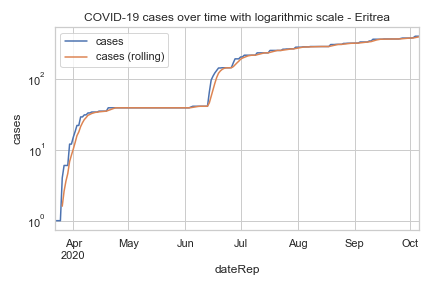 COVID-19 cases over time with logarithmic scale - Eritrea
cases
cases (rolling)
10²
10¹
10⁰
cases
Apr
2020
May
Jun
Jul
Aug
Sep
Oct
dateRep